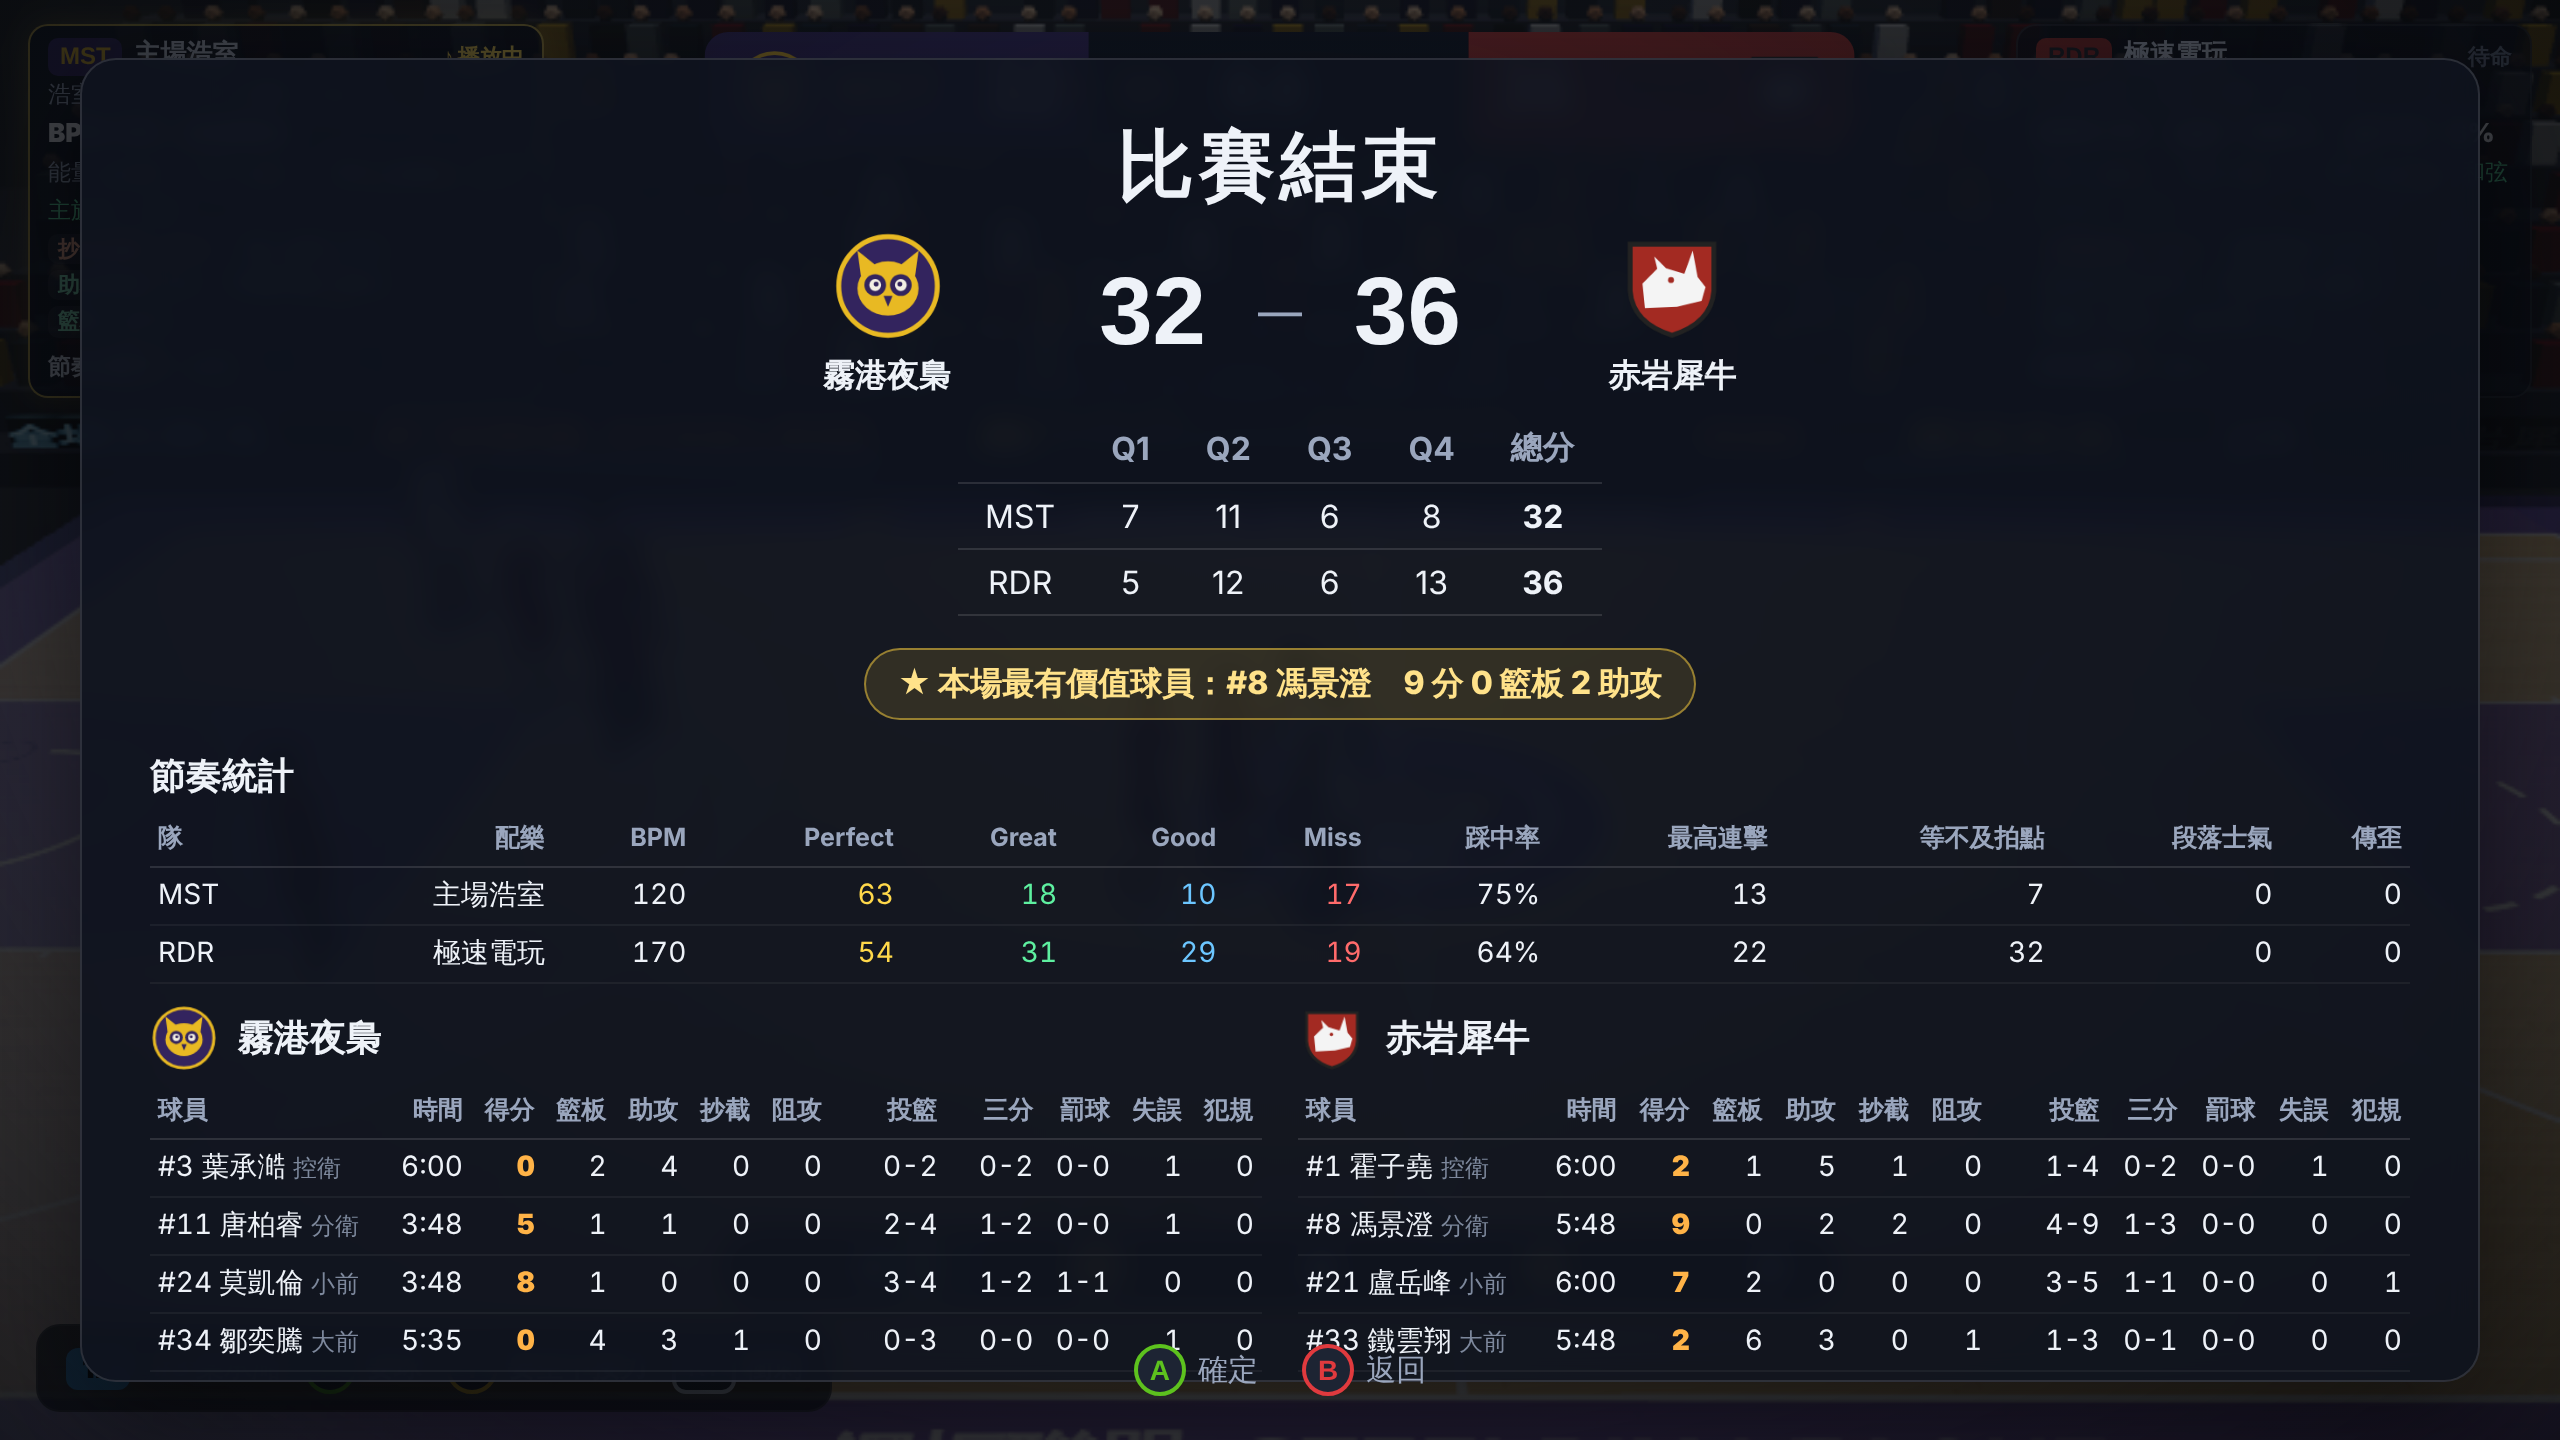 MST 主場浩室 ♪播放中
RDR 極速電玩 待命
比賽結束
32 — 36
霧港夜梟 赤岩犀牛
Q1 Q2 Q3 Q4 總分
MST 7 11 6 8 32
RDR 5 12 6 13 36
★ 本場最有價值球員：#8 馮景澄 9 分 0 籃板 2 助攻
節奏統計
隊 配樂 BPM Perfect Great Good Miss 踩中率 最高連擊 等不及拍點 段落士氣 傳歪
MST 主場浩室 120 63 18 10 17 75% 13 7 0 0
RDR 極速電玩 170 54 31 29 19 64% 22 32 0 0
霧港夜梟
球員 時間 得分 籃板 助攻 抄截 阻攻 投籃 三分 罰球 失誤 犯規
#3 葉承澔 控衛 6:00 0 2 4 0 0 0-2 0-2 0-0 1 0
#11 唐柏睿 分衛 3:48 5 1 1 0 0 2-4 1-2 0-0 1 0
#24 莫凱倫 小前 3:48 8 1 0 0 0 3-4 1-2 1-1 0 0
#34 鄒奕騰 大前 5:35 0 4 3 1 0 0-3 0-0 0-0 1 0
赤岩犀牛
球員 時間 得分 籃板 助攻 抄截 阻攻 投籃 三分 罰球 失誤 犯規
#1 霍子堯 控衛 6:00 2 1 5 1 0 1-4 0-2 0-0 1 0
#8 馮景澄 分衛 5:48 9 0 2 2 0 4-9 1-3 0-0 0 0
#21 盧岳峰 小前 6:00 7 2 0 0 0 3-5 1-1 0-0 0 1
#33 鐵雲翔 大前 5:48 2 6 3 0 1 1-3 0-1 0-0 0 0
A 確定 B 返回